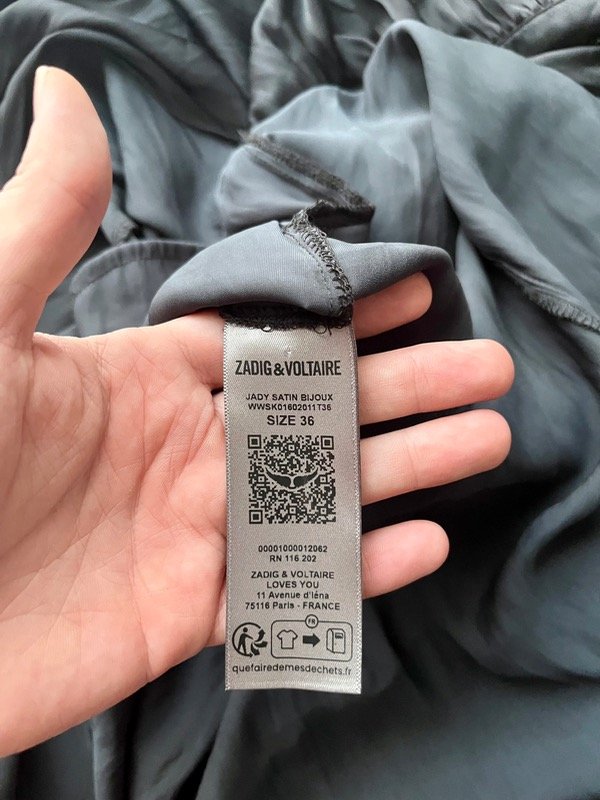 ZADIG&VOLTAIRE
JADY SATIN BIJOUX
WWSK01602011T36
SIZE 36
00001000012062
RN 116 202
ZADIG & VOLTAIRE
LOVES YOU
11 Avenue d'Iéna
75116 Paris - FRANCE
FR
quefairedemesdechets.fr